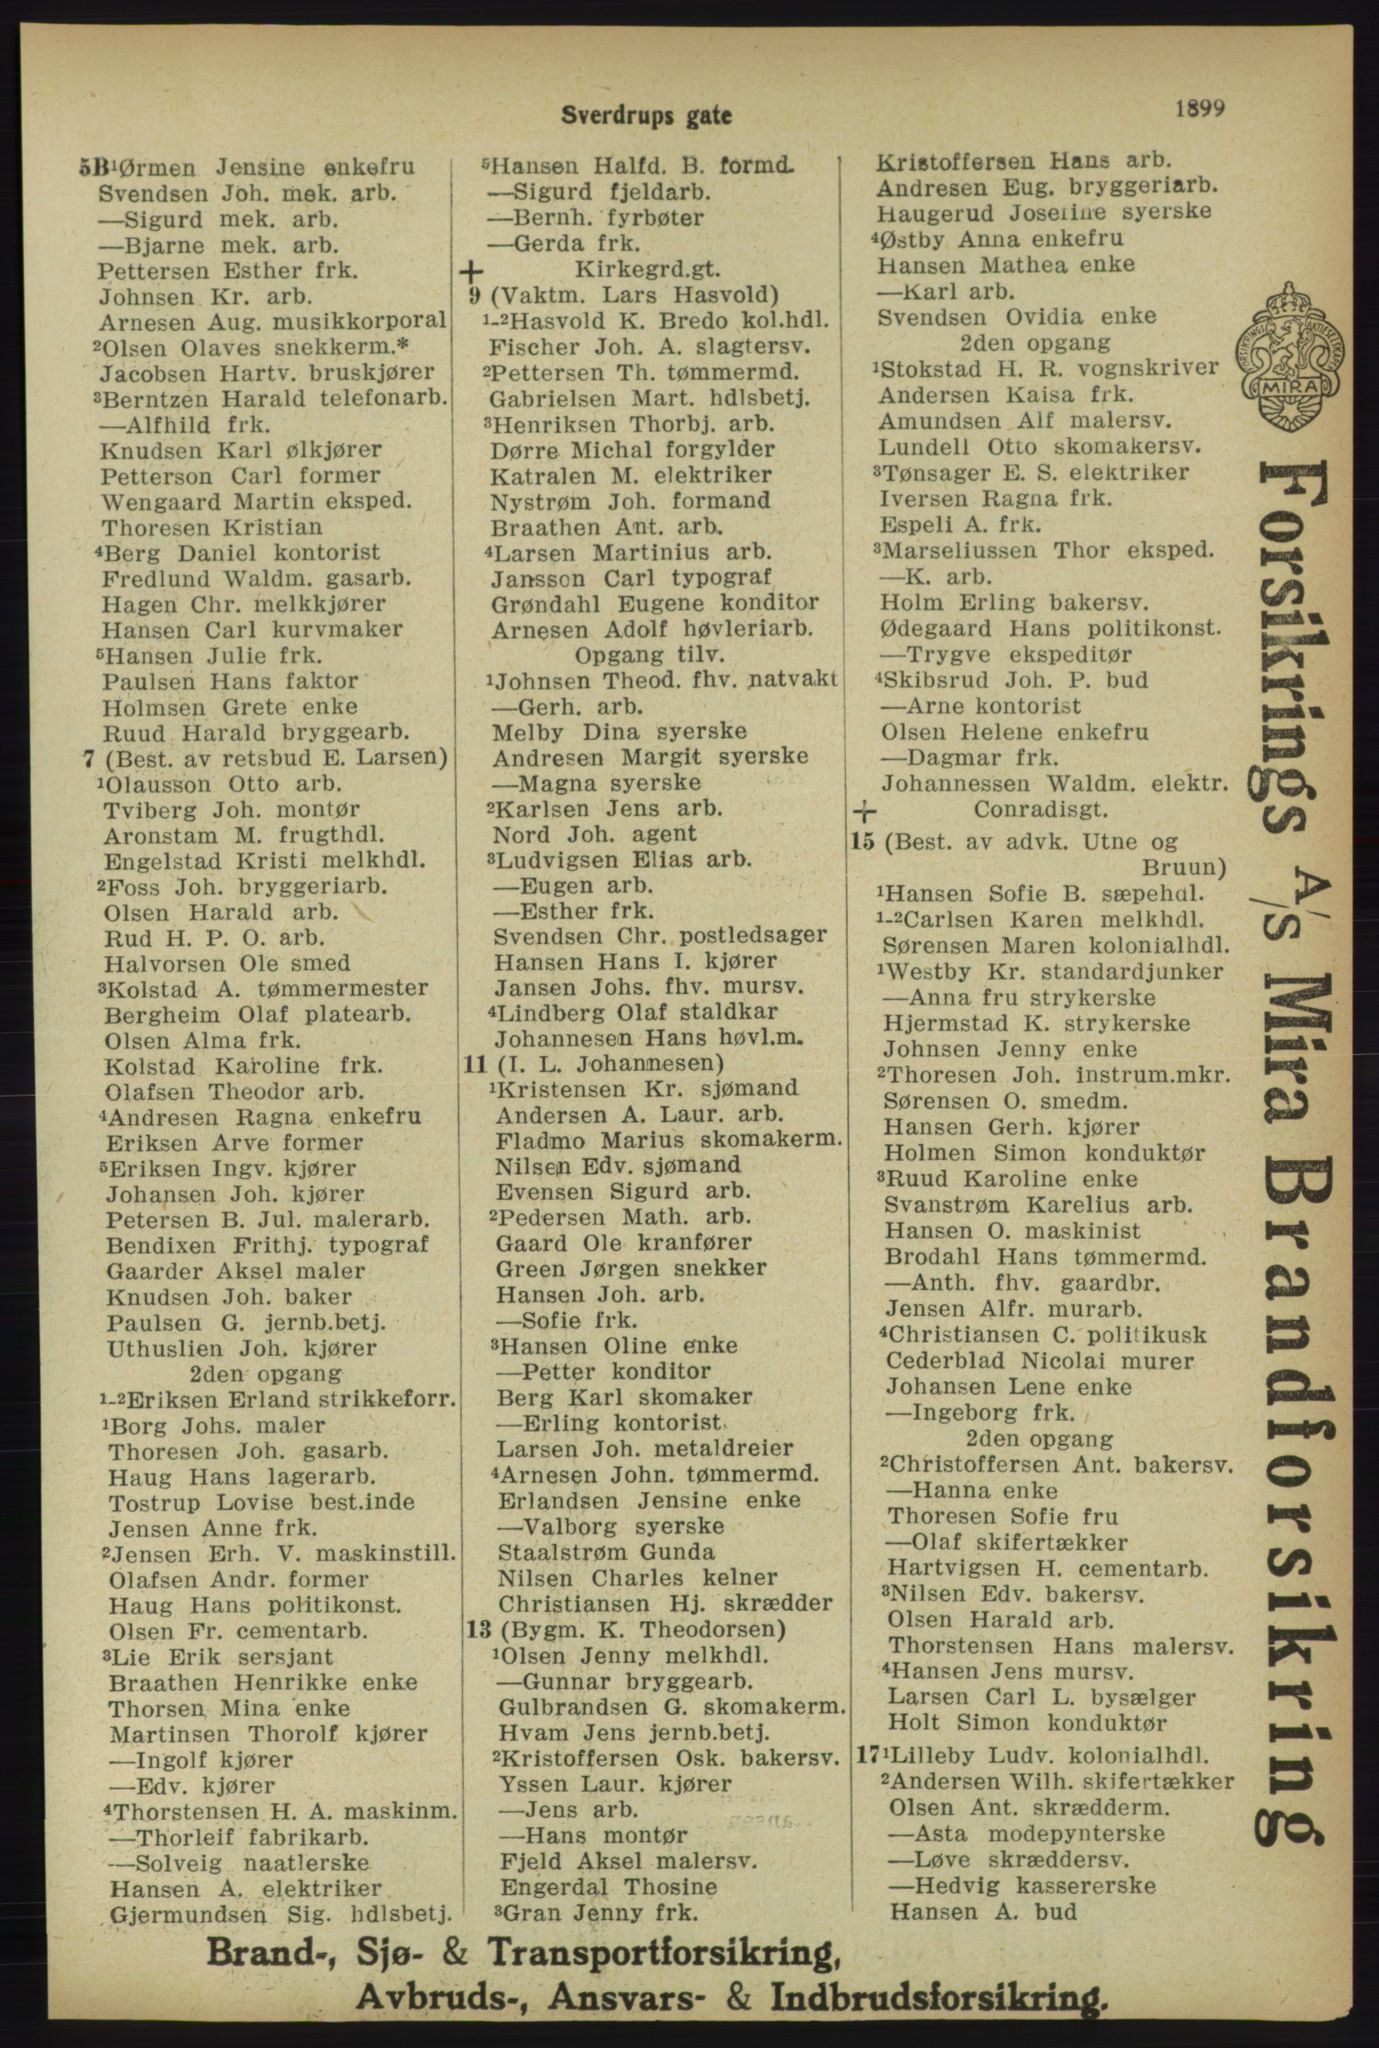 Sverdrups gate
1899
5B¹Ørmen Jensine enkefru
Svendsen Joh. mek. arb.
—Sigurd mek. arb.
—Bjarne mek. arb.
Pettersen Esther frk.
Johnsen Kr. arb.
Arnesen Aug. musikkorporal
²Olsen Olaves snekkerm.*
Jacobsen Hartv. bruskjører
³Berntzen Harald telefonarb.
—Alfhild frk.
Knudsen Karl ølkjører
Petterson Carl former
Wengaard Martin eksped.
Thoresen Kristian
⁴Berg Daniel kontorist
Fredlund Waldm. gasarb.
Hagen Chr. melkkjører
Hansen Carl kurvmaker
⁵Hansen Julie frk.
Paulsen Hans faktor
Holmsen Grete enke
Ruud Harald bryggearb.
7 (Best. av retsbud E. Larsen)
¹Olausson Otto arb.
Tviberg Joh. montør
Aronstam M. frugthdl.
Engelstad Kristi melkhdl.
²Foss Joh. bryggeriarb.
Olsen Harald arb.
Rud H. P. O. arb.
Halvorsen Ole smed
³Kolstad A. tømmermester
Bergheim Olaf platearb.
Olsen Alma frk.
Kolstad Karoline frk.
Olafsen Theodor arb.
⁴Andresen Ragna enkefru
Eriksen Arve former
⁵Eriksen Ingv. kjører
Johansen Joh. kjører
Petersen B. Jul. malerarb.
Bendixen Frithj. typograf
Gaarder Aksel maler
Knudsen Joh. baker
Paulsen G. jernb.betj.
Uthuslien Joh. kjører
2den opgang
¹-²Eriksen Erland strikkeforr.
¹Borg Johs. maler
Thoresen Joh. gasarb.
Haug Hans lagerarb.
Tostrup Lovise best.inde
Jensen Anne frk.
²Jensen Erh. V. maskinstill.
Olafsen Andr. former
Haug Hans politikonst.
Olsen Fr. cementarb.
³Lie Erik sersjant
Braathen Henrikke enke
Thorsen Mina enke
Martinsen Thorolf kjører
—Ingolf kjører
—Edv. kjører
⁴Thorstensen H. A. maskinm.
—Thorleif fabrikarb.
—Solveig naatlerske
Hansen A. elektriker
Gjermundsen Sig. hdlsbetj.
⁵Hansen Halfd. B. formd.
—Sigurd fjeldarb.
—Bernh. fyrbøter
—Gerda frk.
+ Kirkegrd.gt.
9 (Vaktm. Lars Hasvold)
¹-²Hasvold K. Bredo kol.hdl.
Fischer Joh. A. slagtersv.
²Pettersen Th. tømmermd.
Gabrielsen Mart. hdlsbetj.
³Henriksen Thorbj. arb.
Dørre Michal forgylder
Katralen M. elektriker
Nystrøm Joh. formand
Braathen Ant. arb.
⁴Larsen Martinius arb.
Jansson Carl typograf
Grøndahl Eugene konditor
Arnesen Adolf høvleriarb.
Opgang tilv.
¹Johnsen Theod. fhv. natvakt
—Gerh. arb.
Melby Dina syerske
Andresen Margit syerske
—Magna syerske
²Karlsen Jens arb.
Nord Joh. agent
³Ludvigsen Elias arb.
—Eugen arb.
—Esther frk.
Svendsen Chr. postledsager
Hansen Hans I. kjører
Jansen Johs. fhv. mursv.
⁴Lindberg Olaf staldkar
Johannesen Hans høvl.m.
11 (I. L. Johannesen)
¹Kristensen Kr. sjømand
Andersen A. Laur. arb.
Fladmo Marius skomakerm.
Nilsen Edv. sjømand
Evensen Sigurd arb.
²Pedersen Math. arb.
Gaard Ole kranfører
Green Jørgen snekker
Hansen Joh. arb.
—Sofie frk.
³Hansen Oline enke
—Petter konditor
Berg Karl skomaker
—Erling kontorist
Larsen Joh. metaldreier
⁴Arnesen John. tømmermd.
Erlandsen Jensine enke
—Valborg syerske
Staalstrøm Gunda
Nilsen Charles kelner
Christiansen Hj. skrædder
13 (Bygm. K. Theodorsen)
¹Olsen Jenny melkhdl.
—Gunnar bryggearb.
Gulbrandsen G. skomakerm.
Hvam Jens jernb.betj.
²Kristoffersen Osk. bakersv.
Yssen Laur. kjører
—Jens arb.
—Hans montør
Fjeld Aksel malersv.
Engerdal Thosine
³Gran Jenny frk.
Kristoffersen Hans arb.
Andresen Eug. bryggeriarb.
Haugerud Josefine syerske
⁴Østby Anna enkefru
Hansen Mathea enke
—Karl arb.
Svendsen Ovidia enke
2den opgang
¹Stokstad H. R. vognskriver
Andersen Kaisa frk.
Amundsen Alf malersv.
Lundell Otto skomakersv.
³Tønsager E. S. elektriker
Iversen Ragna frk.
Espeli A. frk.
³Marseliussen Thor eksped.
—K. arb.
Holm Erling bakersv.
Ødegaard Hans politikonst.
—Trygve ekspeditør
⁴Skibsrud Joh. P. bud
—Arne kontorist
Olsen Helene enkefru
—Dagmar frk.
Johannessen Waldm. elektr.
+ Conradisgt.
15 (Best. av advk. Utne og
Bruun)
¹Hansen Sofie B. sæpehdl.
¹-²Carlsen Karen melkhdl.
Sørensen Maren kolonialhdl.
¹Westby Kr. standardjunker
—Anna fru strykerske
Hjermstad K. strykerske
Johnsen Jenny enke
²Thoresen Joh. instrum.mkr.
Sørensen O. smedm.
Hansen Gerh. kjører
Holmen Simon konduktør
³Ruud Karoline enke
Svanstrøm Karelius arb.
Hansen O. maskinist
Brodahl Hans tømmermd.
—Anth. fhv. gaardbr.
Jensen Alfr. murarb.
⁴Christiansen C. politikusk
Cederblad Nicolai murer
Johansen Lene enke
—Ingeborg frk.
2den opgang
²Christoffersen Ant. bakersv.
—Hanna enke
Thoresen Sofie fru
—Olaf skifertækker
Hartvigsen H. cementarb.
³Nilsen Edv. bakersv.
Olsen Harald arb.
Thorstensen Hans malersv.
⁴Hansen Jens mursv.
Larsen Carl L. bysælger
Holt Simon konduktør
17¹Lilleby Ludv. kolonialhdl.
²Andersen Wilh. skifertækker
Olsen Ant. skrædderm.
—Asta modepynterske
—Løve skræddersv.
—Hedvig kassererske
Hansen A. bud
MIRA
Forsikrings A/S Mira Brandforsikring
Brand-, Sjø- & Transportforsikring,
Avbruds-, Ansvars- & Indbrudsforsikring.